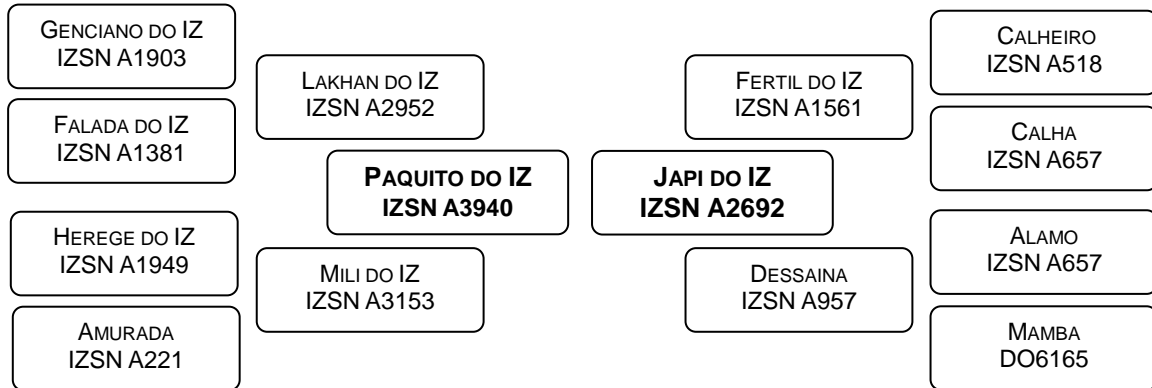 GENCIANO DO IZ
IZSN A1903
LAKHAN DO IZ
IZSN A2952
FALADA DO IZ
IZSN A1381
PAQUITO DO IZ
IZSN A3940
HEREGE DO IZ
IZSN A1949
MILI DO IZ
IZSN A3153
AMURADA
IZSN A221
CALHEIRO
IZSN A518
FERTIL DO IZ
IZSN A1561
CALHA
IZSN A657
JAPI DO IZ
IZSN A2692
ALAMO
IZSN A657
DESSAINA
IZSN A957
MAMBA
DO6165